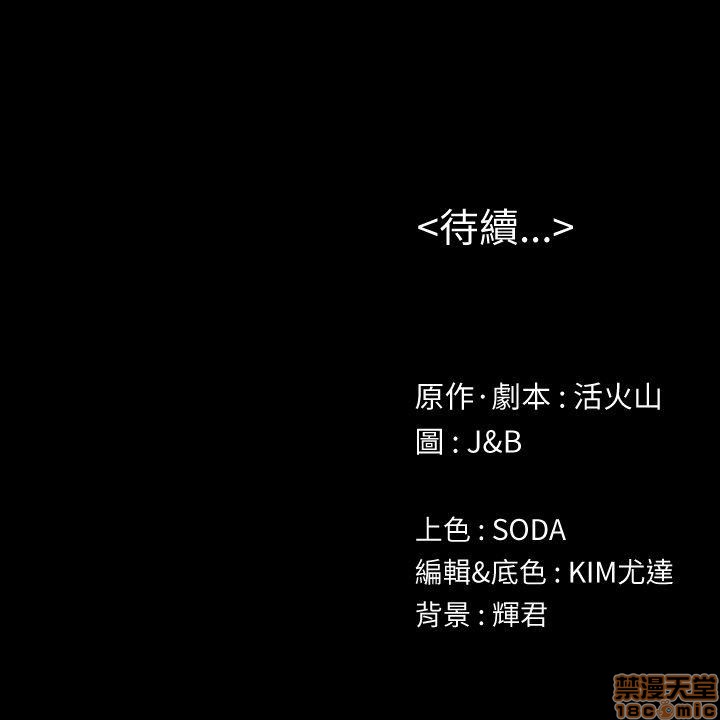 <待續...>
原作·劇本 : 活火山
圖 : J&B
上色 : SODA
編輯&底色 : KIM尤達
背景 : 輝君
禁漫天堂
18comic